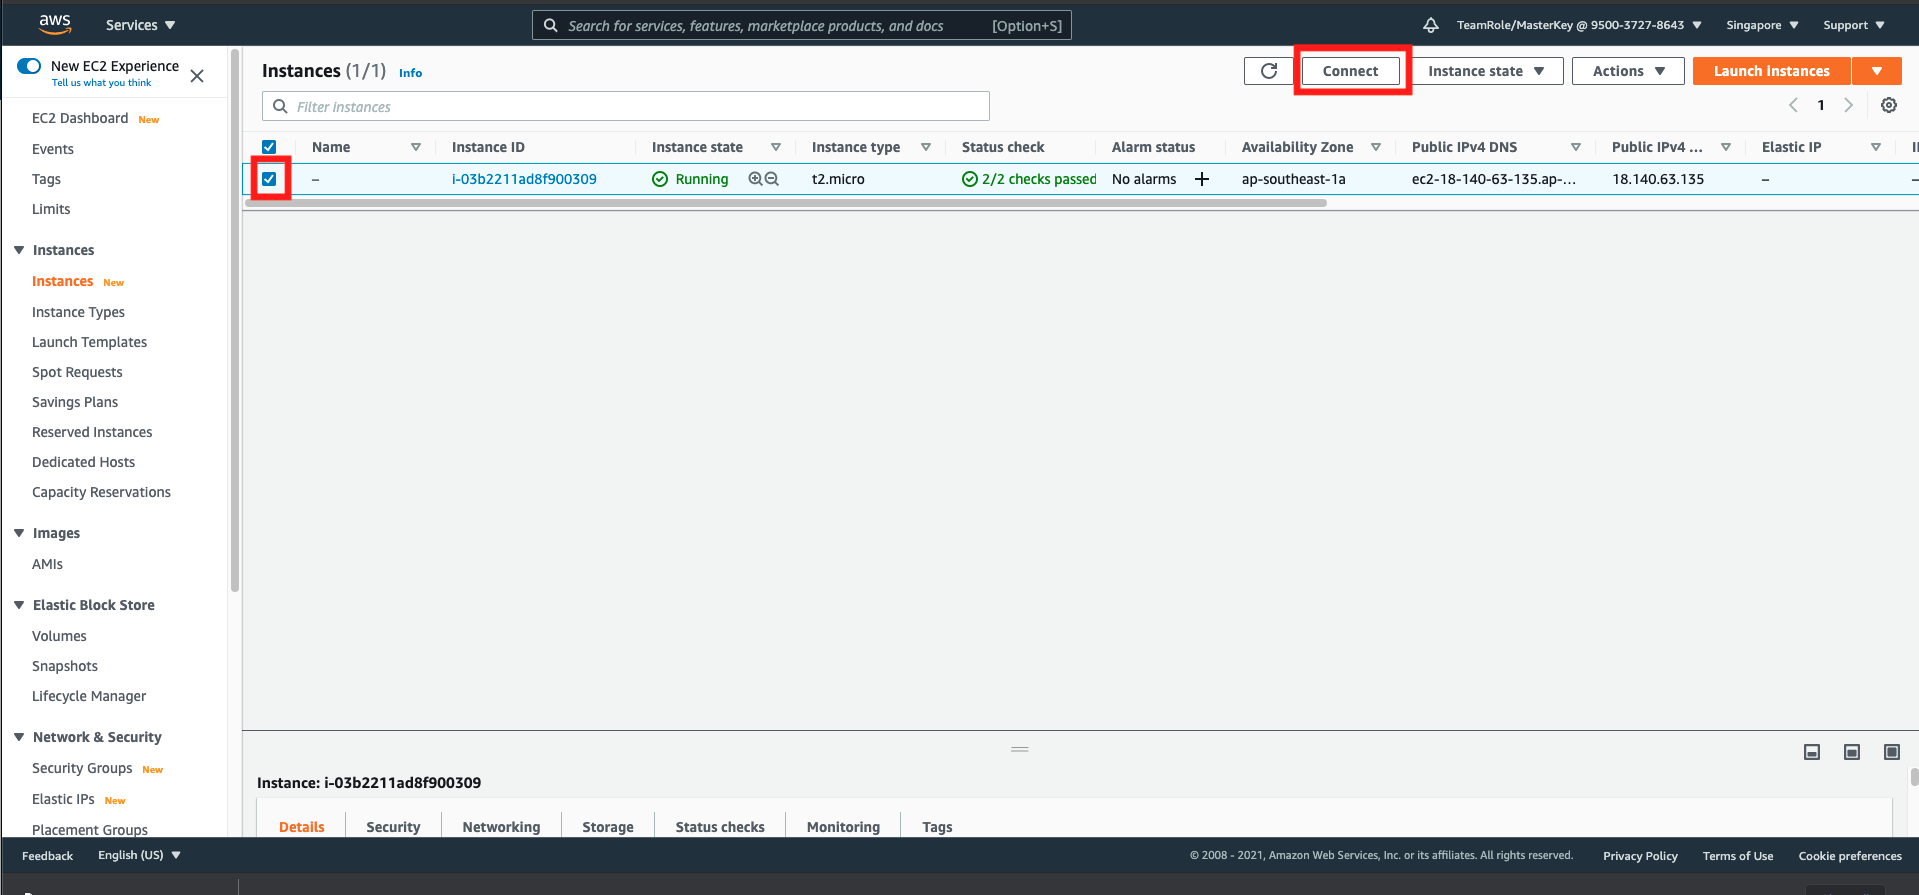 aws Services Search for services, features, marketplace products, and docs [Option+S] TeamRole/MasterKey @ 9500-3727-8643 Singapore Support
New EC2 Experience
Tell us what you think
EC2 Dashboard New
Events
Tags
Limits
Instances
Instances New
Instance Types
Launch Templates
Spot Requests
Savings Plans
Reserved Instances
Dedicated Hosts
Capacity Reservations
Images
AMIs
Elastic Block Store
Volumes
Snapshots
Lifecycle Manager
Network & Security
Security Groups New
Elastic IPs New
Placement Groups
Instances (1/1) Info Connect Instance state Actions Launch instances
Filter instances 1
Name Instance ID Instance state Instance type Status check Alarm status Availability Zone Public IPv4 DNS Public IPv4 ... Elastic IP
– i-03b2211ad8f900309 Running t2.micro 2/2 checks passed No alarms + ap-southeast-1a ec2-18-140-63-135.ap-... 18.140.63.135 – –
Instance: i-03b2211ad8f900309
Details Security Networking Storage Status checks Monitoring Tags
Feedback English (US) © 2008 - 2021, Amazon Web Services, Inc. or its affiliates. All rights reserved. Privacy Policy Terms of Use Cookie preferences